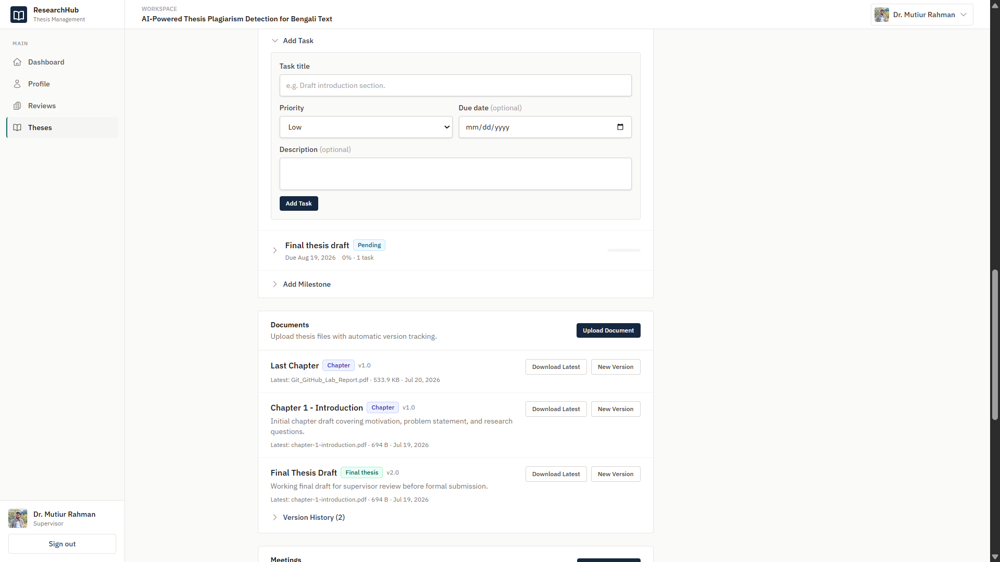 ResearchHub
Thesis Management
WORKSPACE
AI-Powered Thesis Plagiarism Detection for Bengali Text
Dr. Mutiur Rahman
MAIN
Dashboard
Profile
Reviews
Theses
Add Task
Task title
e.g. Draft introduction section.
Priority
Due date (optional)
Low
mm/dd/yyyy
Description (optional)
Add Task
Final thesis draft Pending
Due Aug 19, 2026 0% · 1 task
Add Milestone
Documents
Upload thesis files with automatic version tracking.
Upload Document
Last Chapter Chapter v1.0
Latest: Git_GitHub_Lab_Report.pdf · 533.9 KB · Jul 20, 2026
Download Latest New Version
Chapter 1 - Introduction Chapter v1.0
Initial chapter draft covering motivation, problem statement, and research
questions.
Latest: chapter-1-introduction.pdf · 694 B · Jul 19, 2026
Download Latest New Version
Final Thesis Draft Final thesis v2.0
Working final draft for supervisor review before formal submission.
Latest: chapter-1-introduction.pdf · 694 B · Jul 19, 2026
Download Latest New Version
Version History (2)
Meetings
Dr. Mutiur Rahman
Supervisor
Sign out